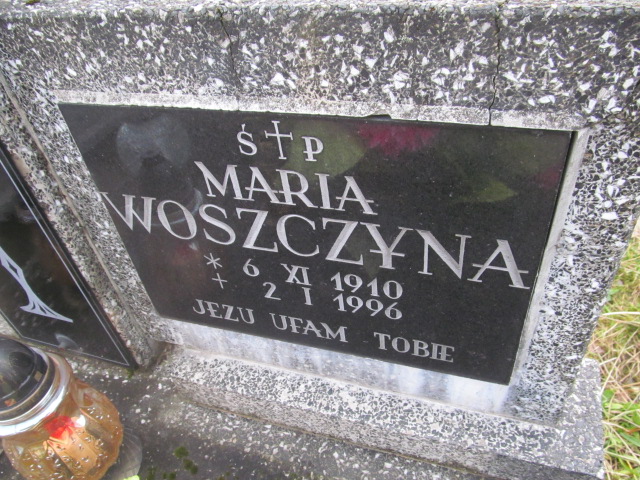 Ś † P
MARIA
WOSZCZYNA
* 6 XI 1910
+ 2 I 1996
JEZU UFAM TOBIE